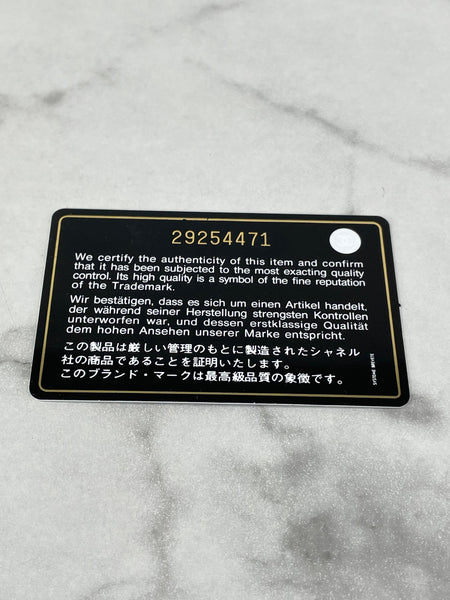 29254471
We certify the authenticity of this item and confirm
that it has been subjected to the most exacting quality
control. Its high quality is a symbol of the fine reputation
of the Trademark.
Wir bestätigen, dass es sich um einen Artikel handelt,
der während seiner Herstellung strengsten Kontrollen
unterworfen war, und dessen erstklassige Qualität
dem hohen Ansehen unserer Marke entspricht.
この製品は厳しい管理のもとに製造されたシャネル
社の商品であることを証明いたします。
このブランド・マークは最高級品質の象徴です。
SYSTEME BREVETE